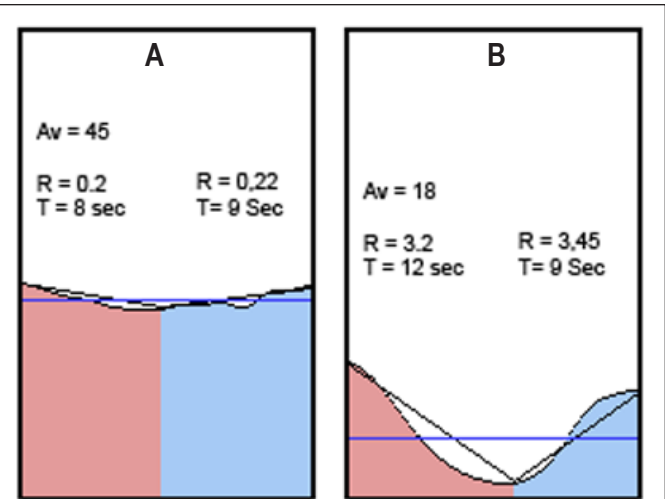 A
Av = 45
R = 0.2 R = 0,22
T = 8 sec T= 9 Sec
B
Av = 18
R = 3.2 R = 3,45
T = 12 sec T= 9 Sec